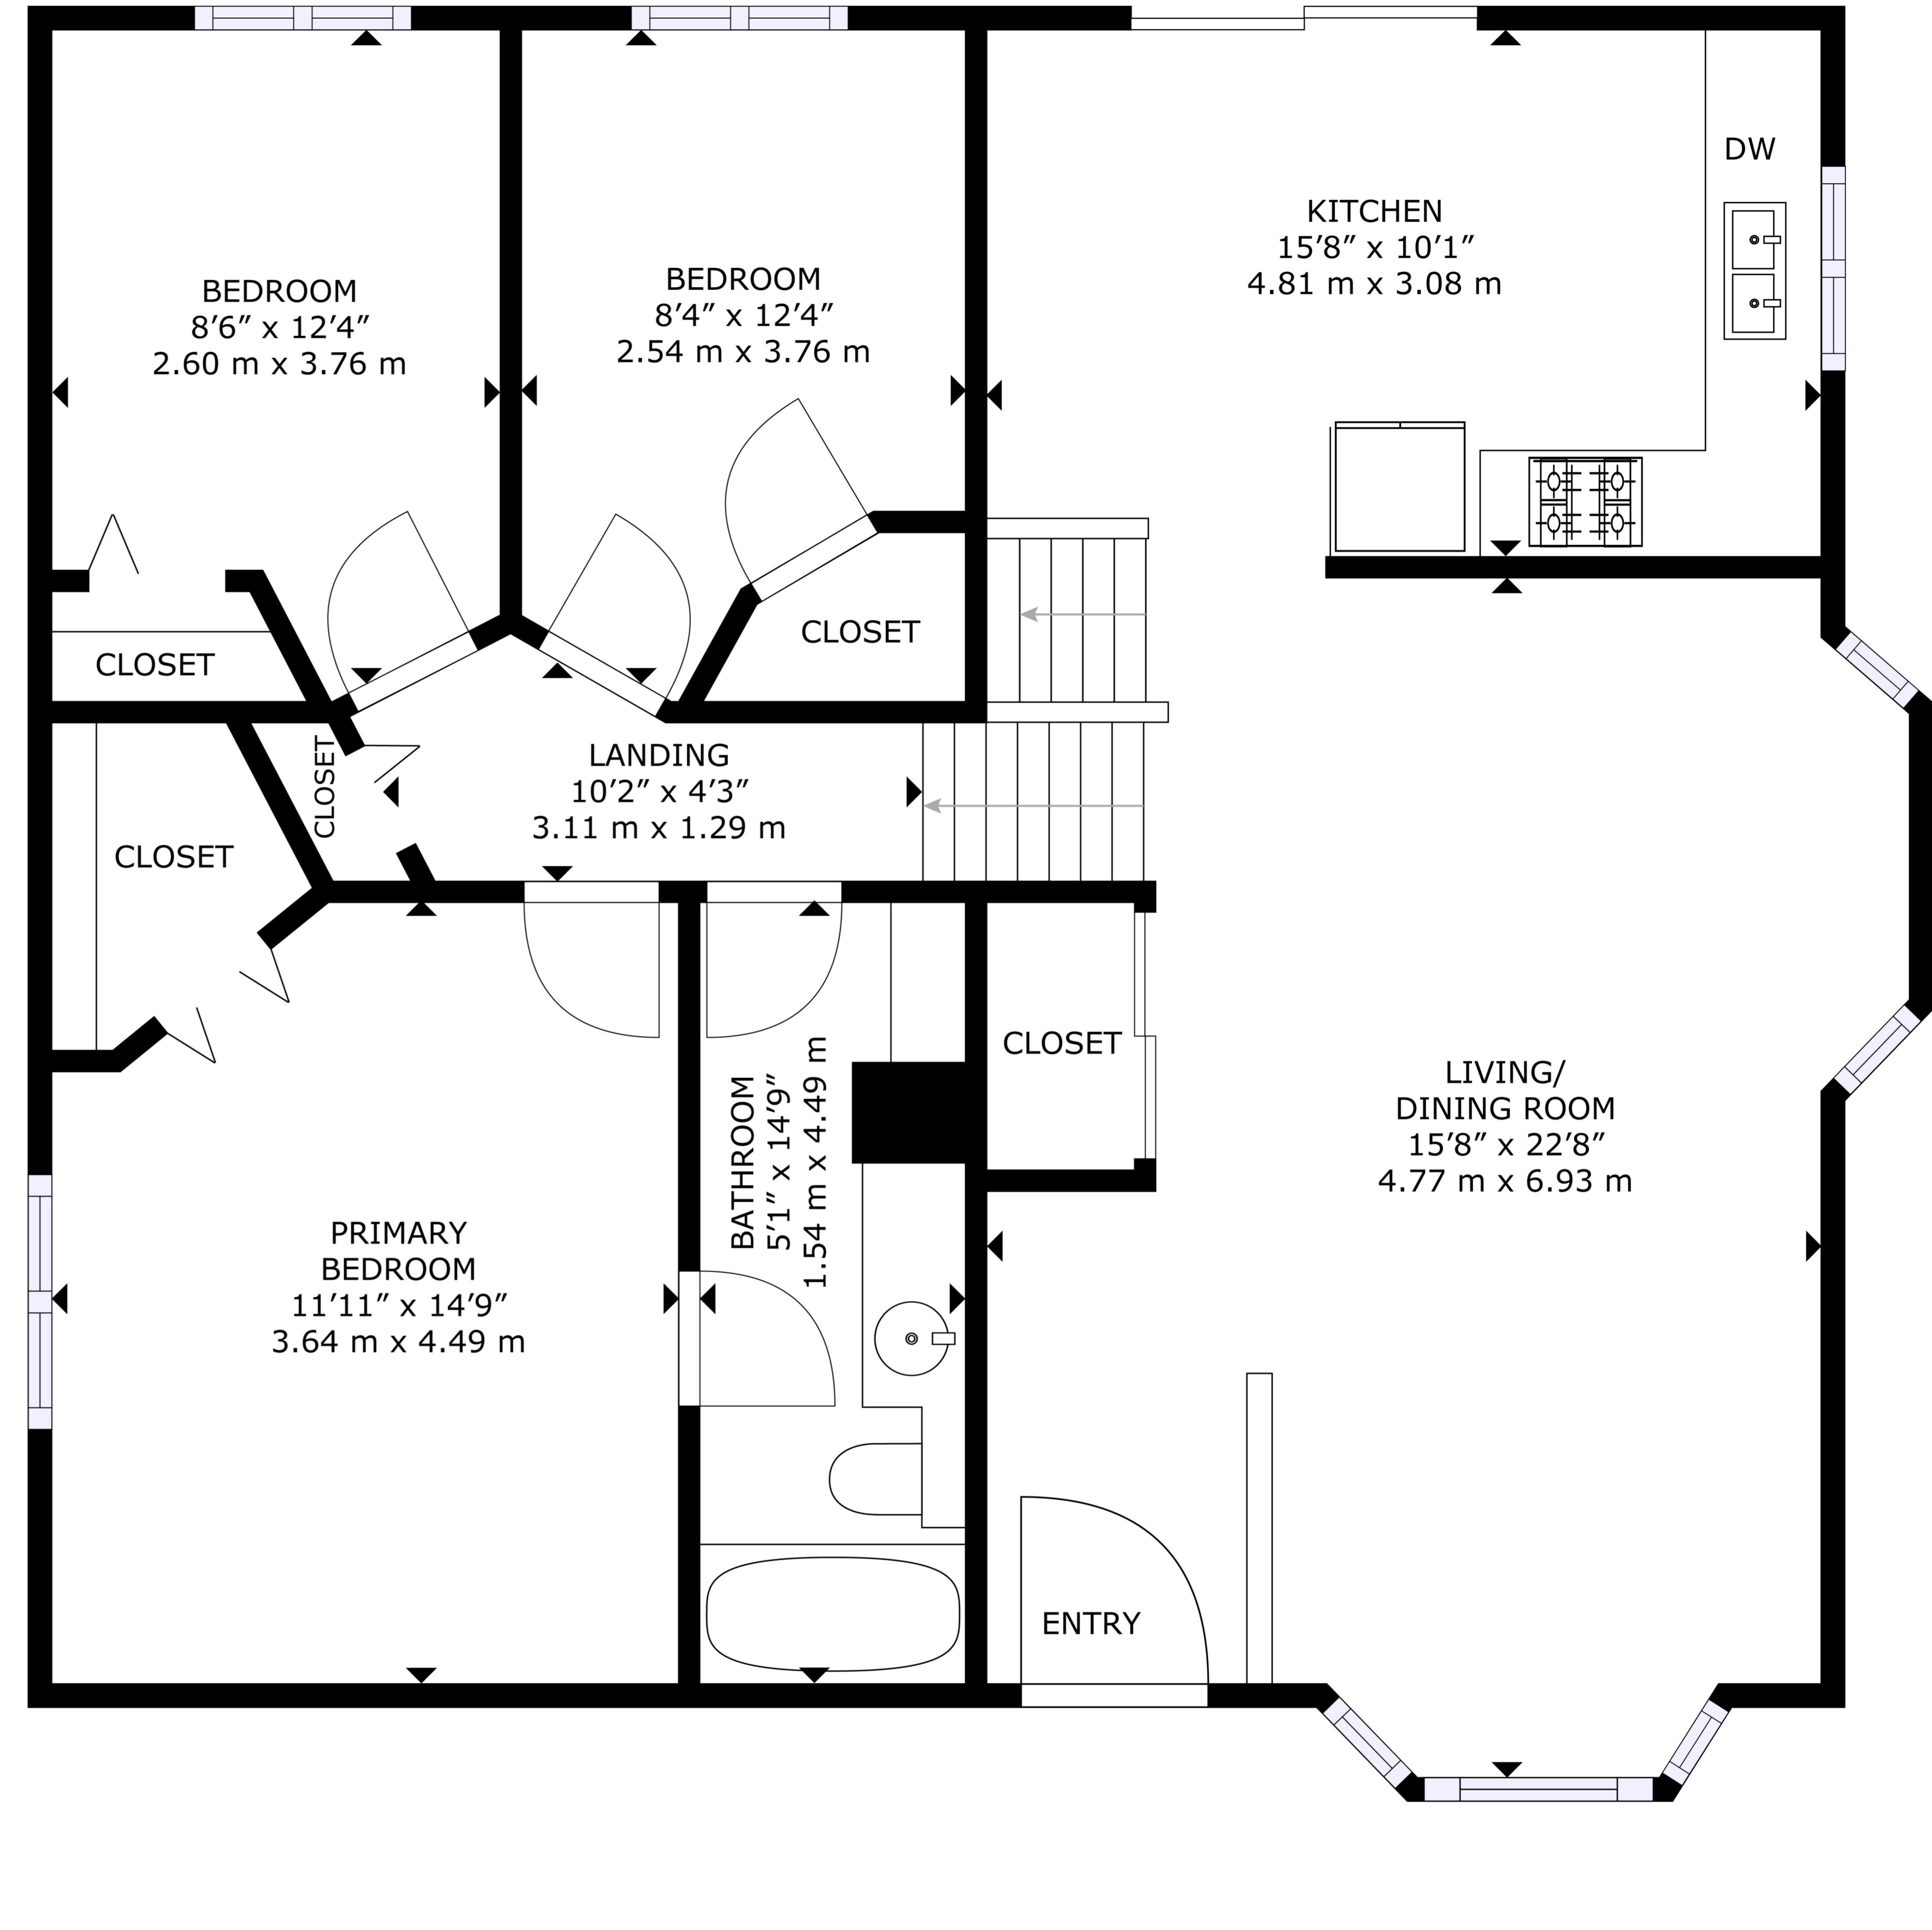 DW
KITCHEN
15′8″ x 10′1″
4.81 m x 3.08 m
BEDROOM
8′6″ x 12′4″
2.60 m x 3.76 m
BEDROOM
8′4″ x 12′4″
2.54 m x 3.76 m
CLOSET
CLOSET
CLOSET
LANDING
10′2″ x 4′3″
3.11 m x 1.29 m
CLOSET
CLOSET
LIVING/
DINING ROOM
15′8″ x 22′8″
4.77 m x 6.93 m
BATHROOM
5′1″ x 14′9″
1.54 m x 4.49 m
PRIMARY
BEDROOM
11′11″ x 14′9″
3.64 m x 4.49 m
ENTRY